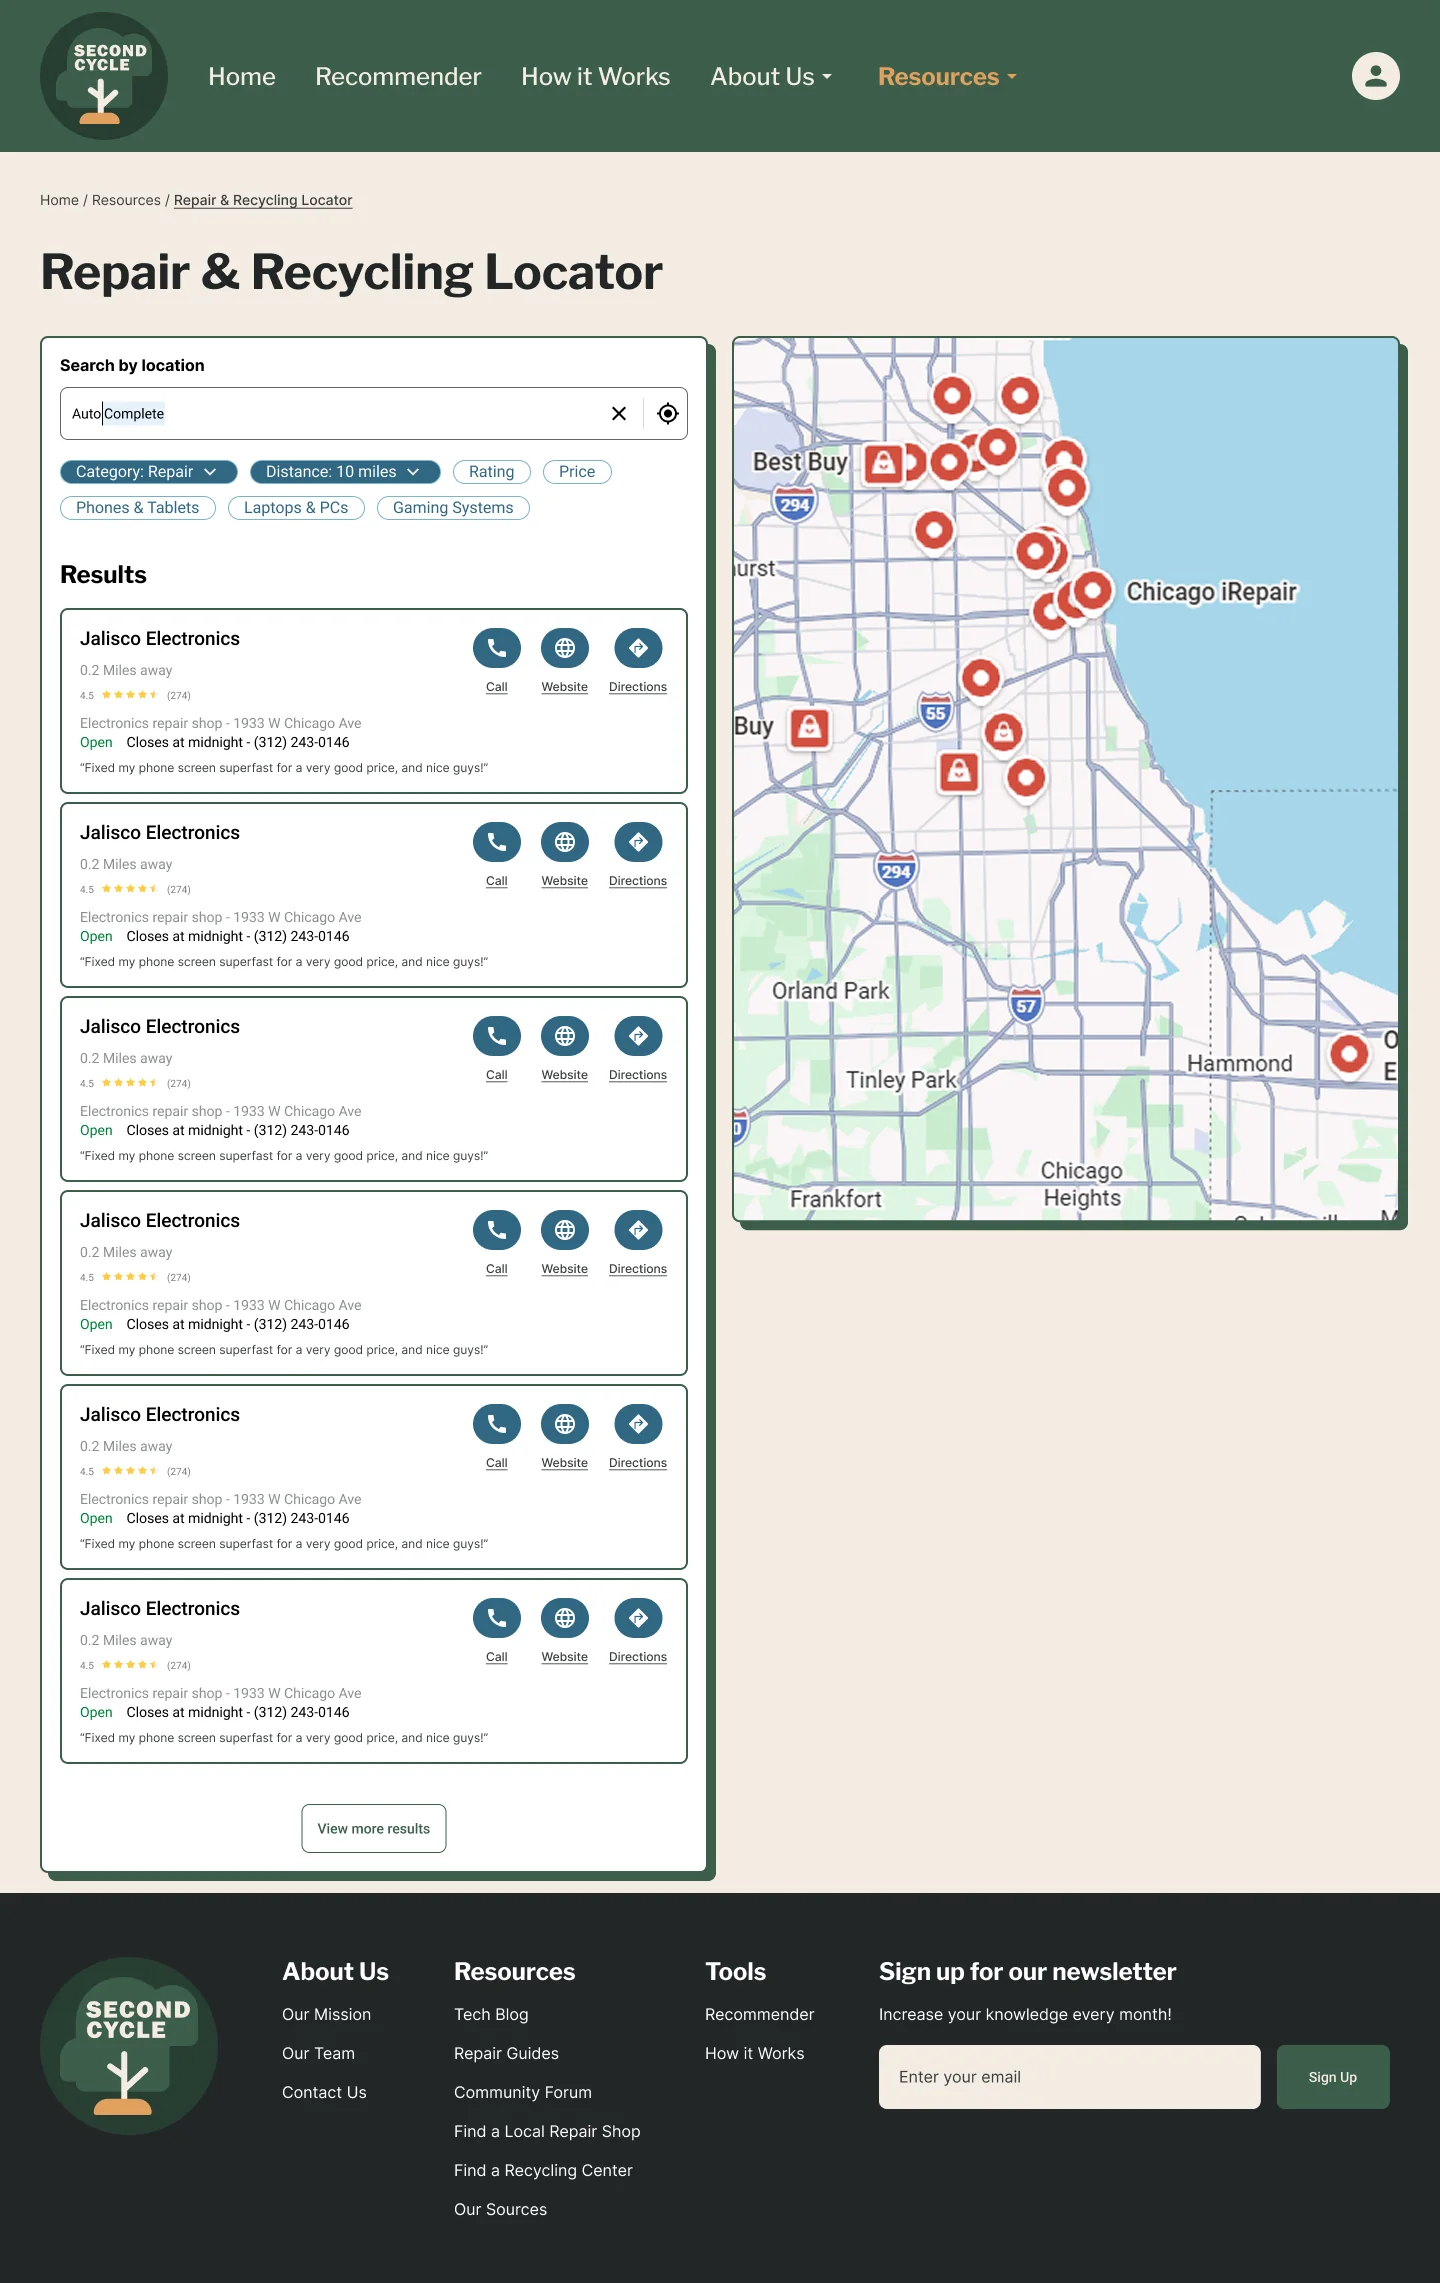 SECOND
CYCLE
Home
Recommender
How it Works
About Us
Resources
Home / Resources / Repair & Recycling Locator
Repair & Recycling Locator
Search by location
AutoComplete
Category: Repair
Distance: 10 miles
Rating
Price
Phones & Tablets
Laptops & PCs
Gaming Systems
Results
Jalisco Electronics
0.2 Miles away
4.5 (274)
Electronics repair shop - 1933 W Chicago Ave
Open Closes at midnight - (312) 243-0146
“Fixed my phone screen superfast for a very good price, and nice guys!”
Call
Website
Directions
Jalisco Electronics
0.2 Miles away
4.5 (274)
Electronics repair shop - 1933 W Chicago Ave
Open Closes at midnight - (312) 243-0146
“Fixed my phone screen superfast for a very good price, and nice guys!”
Call
Website
Directions
Jalisco Electronics
0.2 Miles away
4.5 (274)
Electronics repair shop - 1933 W Chicago Ave
Open Closes at midnight - (312) 243-0146
“Fixed my phone screen superfast for a very good price, and nice guys!”
Call
Website
Directions
Jalisco Electronics
0.2 Miles away
4.5 (274)
Electronics repair shop - 1933 W Chicago Ave
Open Closes at midnight - (312) 243-0146
“Fixed my phone screen superfast for a very good price, and nice guys!”
Call
Website
Directions
Jalisco Electronics
0.2 Miles away
4.5 (274)
Electronics repair shop - 1933 W Chicago Ave
Open Closes at midnight - (312) 243-0146
“Fixed my phone screen superfast for a very good price, and nice guys!”
Call
Website
Directions
Jalisco Electronics
0.2 Miles away
4.5 (274)
Electronics repair shop - 1933 W Chicago Ave
Open Closes at midnight - (312) 243-0146
“Fixed my phone screen superfast for a very good price, and nice guys!”
Call
Website
Directions
View more results
Best Buy
294
urst
Chicago iRepair
55
Buy
294
Orland Park
57
Hammond
O
E
Tinley Park
Chicago
Heights
Frankfort
SECOND
CYCLE
About Us
Our Mission
Our Team
Contact Us
Resources
Tech Blog
Repair Guides
Community Forum
Find a Local Repair Shop
Find a Recycling Center
Our Sources
Tools
Recommender
How it Works
Sign up for our newsletter
Increase your knowledge every month!
Enter your email
Sign Up